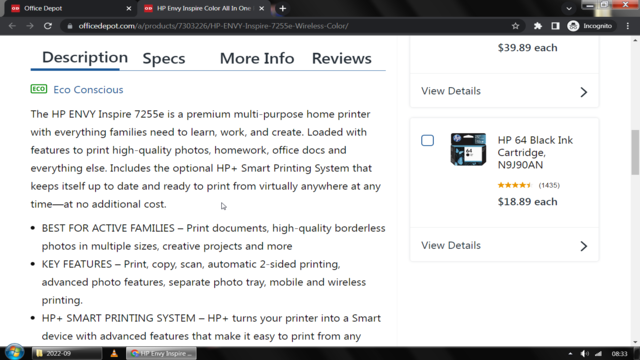 Office Depot
HP Envy Inspire Color All In One
officedepot.com/a/products/7303226/HP-ENVY-Inspire-7255e-Wireless-Color/
Incognito
Description
Specs
More Info
Reviews
ECO Eco Conscious
The HP ENVY Inspire 7255e is a premium multi-purpose home printer
with everything families need to learn, work, and create. Loaded with
features to print high-quality photos, homework, office docs and
everything else. Includes the optional HP+ Smart Printing System that
keeps itself up to date and ready to print from virtually anywhere at any
time—at no additional cost.
• BEST FOR ACTIVE FAMILIES – Print documents, high-quality borderless
photos in multiple sizes, creative projects and more
• KEY FEATURES – Print, copy, scan, automatic 2-sided printing,
advanced photo features, separate photo tray, mobile and wireless
printing.
• HP+ SMART PRINTING SYSTEM – HP+ turns your printer into a Smart
device with advanced features that make it easy to print from any
$39.89 each
View Details
HP 64 Black Ink
Cartridge,
N9J90AN
(1435)
$18.89 each
View Details
2022-09
HP Envy Inspire ...
08:33